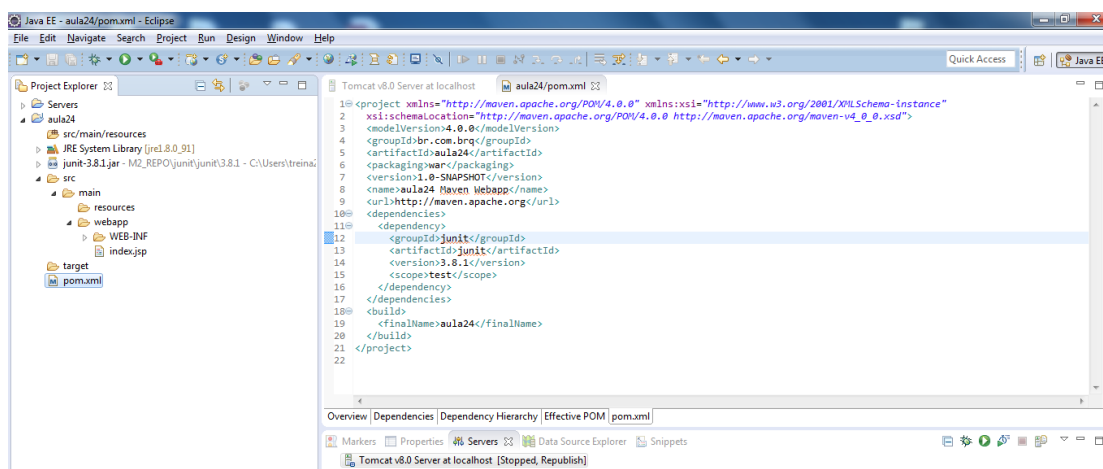 Java EE - aula24/pom.xml - Eclipse
File Edit Navigate Search Project Run Design Window Help
Quick Access
Java EE
Project Explorer
Servers
aula24
src/main/resources
JRE System Library [jre1.8.0_91]
junit-3.8.1.jar - M2_REPO\junit\junit\3.8.1 - C:\Users\treina
src
main
resources
webapp
WEB-INF
index.jsp
target
pom.xml
Tomcat v8.0 Server at localhost
aula24/pom.xml
1 <project xmlns="http://maven.apache.org/POM/4.0.0" xmlns:xsi="http://www.w3.org/2001/XMLSchema-instance"
2 xsi:schemaLocation="http://maven.apache.org/POM/4.0.0 http://maven.apache.org/maven-v4_0_0.xsd">
3 <modelVersion>4.0.0</modelVersion>
4 <groupId>br.com.brq</groupId>
5 <artifactId>aula24</artifactId>
6 <packaging>war</packaging>
7 <version>1.0-SNAPSHOT</version>
8 <name>aula24 Maven Webapp</name>
9 <url>http://maven.apache.org</url>
10 <dependencies>
11 <dependency>
12 <groupId>junit</groupId>
13 <artifactId>junit</artifactId>
14 <version>3.8.1</version>
15 <scope>test</scope>
16 </dependency>
17 </dependencies>
18 <build>
19 <finalName>aula24</finalName>
20 </build>
21 </project>
22
Overview Dependencies Dependency Hierarchy Effective POM pom.xml
Markers Properties Servers Data Source Explorer Snippets
Tomcat v8.0 Server at localhost [Stopped, Republish]